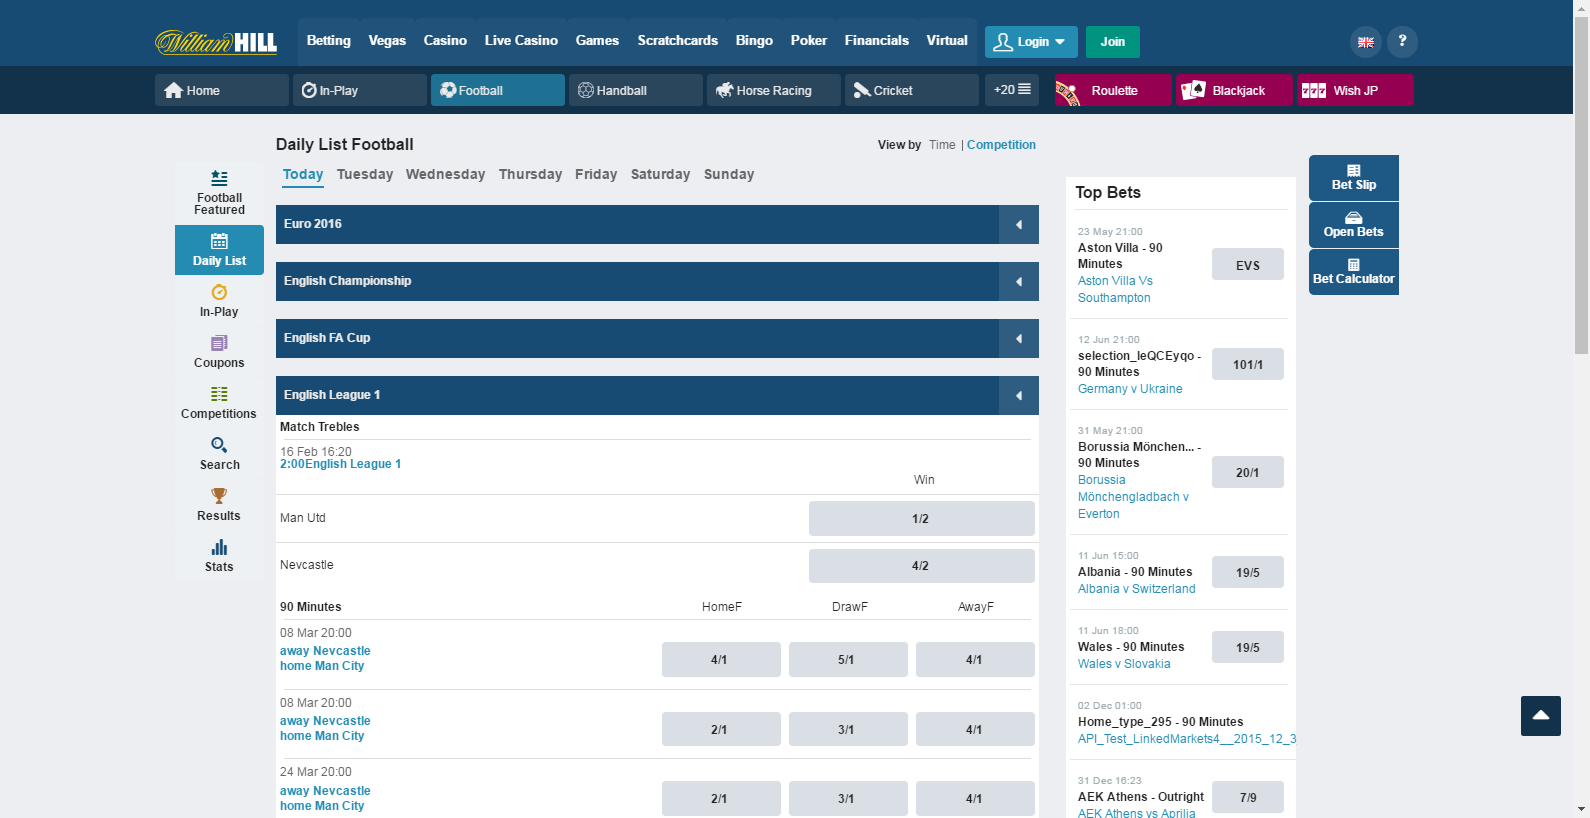 William HILL
Betting Vegas Casino Live Casino Games Scratchcards Bingo Poker Financials Virtual Login Join ?
Home In-Play Football Handball Horse Racing Cricket +20 Roulette 777 Blackjack Wish JP
Daily List Football
View by Time | Competition
Today Tuesday Wednesday Thursday Friday Saturday Sunday
Football
Featured
Daily List
In-Play
Coupons
Competitions
Search
Results
Stats
Euro 2016
English Championship
English FA Cup
English League 1
Match Trebles
16 Feb 16:20
2:00English League 1
Win
Man Utd 1/2
Nevcastle 4/2
90 Minutes HomeF DrawF AwayF
08 Mar 20:00
away Nevcastle
home Man City
4/1 5/1 4/1
08 Mar 20:00
away Nevcastle
home Man City
2/1 3/1 4/1
24 Mar 20:00
away Nevcastle
home Man City
2/1 3/1 4/1
Top Bets
23 May 21:00
Aston Villa - 90
Minutes
Aston Villa Vs
Southampton
EVS
12 Jun 21:00
selection_leQCEyqo -
90 Minutes
Germany v Ukraine
101/1
31 May 21:00
Borussia Mönchen... -
90 Minutes
Borussia
Mönchengladbach v
Everton
20/1
11 Jun 15:00
Albania - 90 Minutes
Albania v Switzerland
19/5
11 Jun 18:00
Wales - 90 Minutes
Wales v Slovakia
19/5
02 Dec 01:00
Home_type_295 - 90 Minutes
API_Test_LinkedMarkets4__2015_12_3
31 Dec 16:23
AEK Athens - Outright
AEK Athens vs Aprilia
7/9
Bet Slip
Open Bets
Bet Calculator